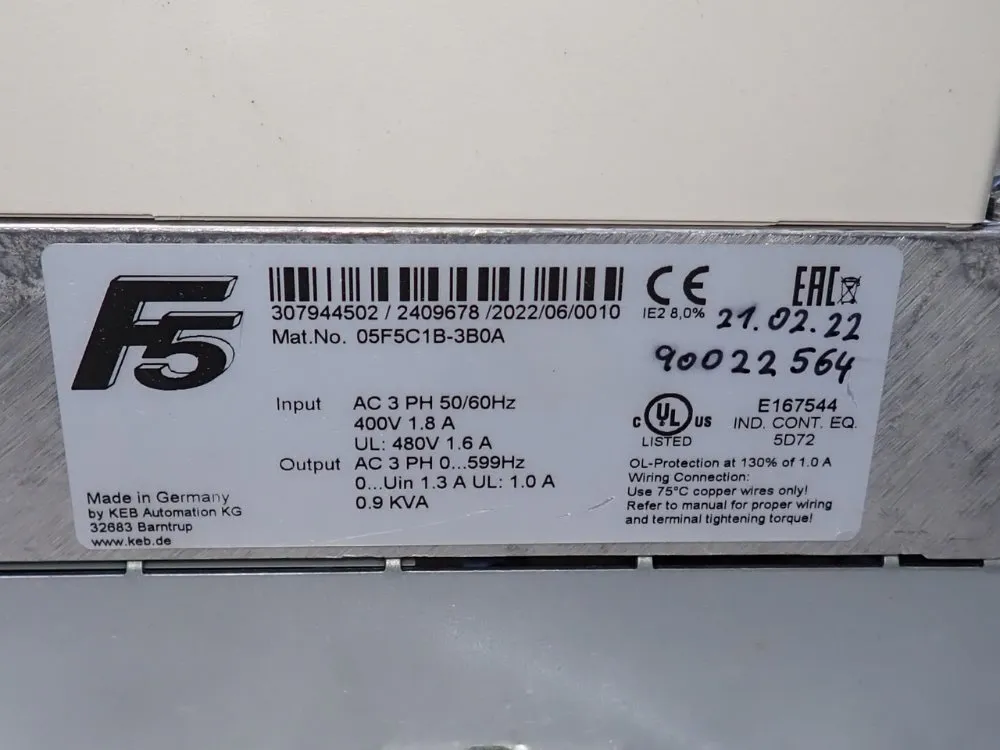 F5
307944502 / 2409678 /2022/06/0010
Mat.No. 05F5C1B-3B0A
CE
IE2 8,0%
EAC
21.02.22
90022564
Input AC 3 PH 50/60Hz
400V 1.8 A
UL: 480V 1.6 A
Output AC 3 PH 0...599Hz
0...Uin 1.3 A UL: 1.0 A
0.9 KVA
C UL US
LISTED
E167544
IND. CONT. EQ.
5D72
OL-Protection at 130% of 1.0 A
Wiring Connection:
Use 75°C copper wires only!
Refer to manual for proper wiring
and terminal tightening torque!
Made in Germany
by KEB Automation KG
32683 Barntrup
www.keb.de